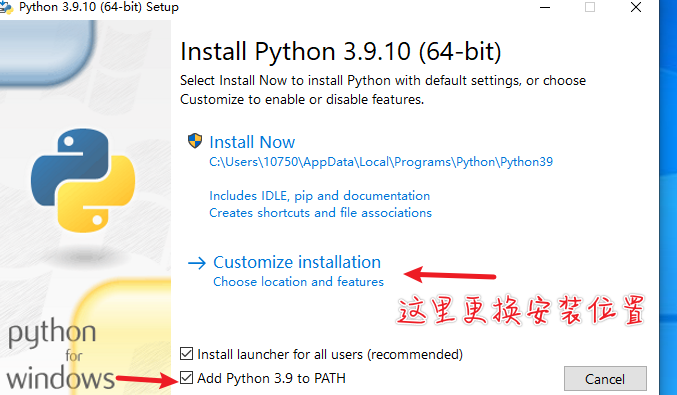 Python 3.9.10 (64-bit) Setup
Install Python 3.9.10 (64-bit)
Select Install Now to install Python with default settings, or choose
Customize to enable or disable features.
Install Now
C:\Users\10750\AppData\Local\Programs\Python\Python39
Includes IDLE, pip and documentation
Creates shortcuts and file associations
Customize installation
Choose location and features
这里更换安装位置
python
for
windows
Install launcher for all users (recommended)
Add Python 3.9 to PATH
Cancel